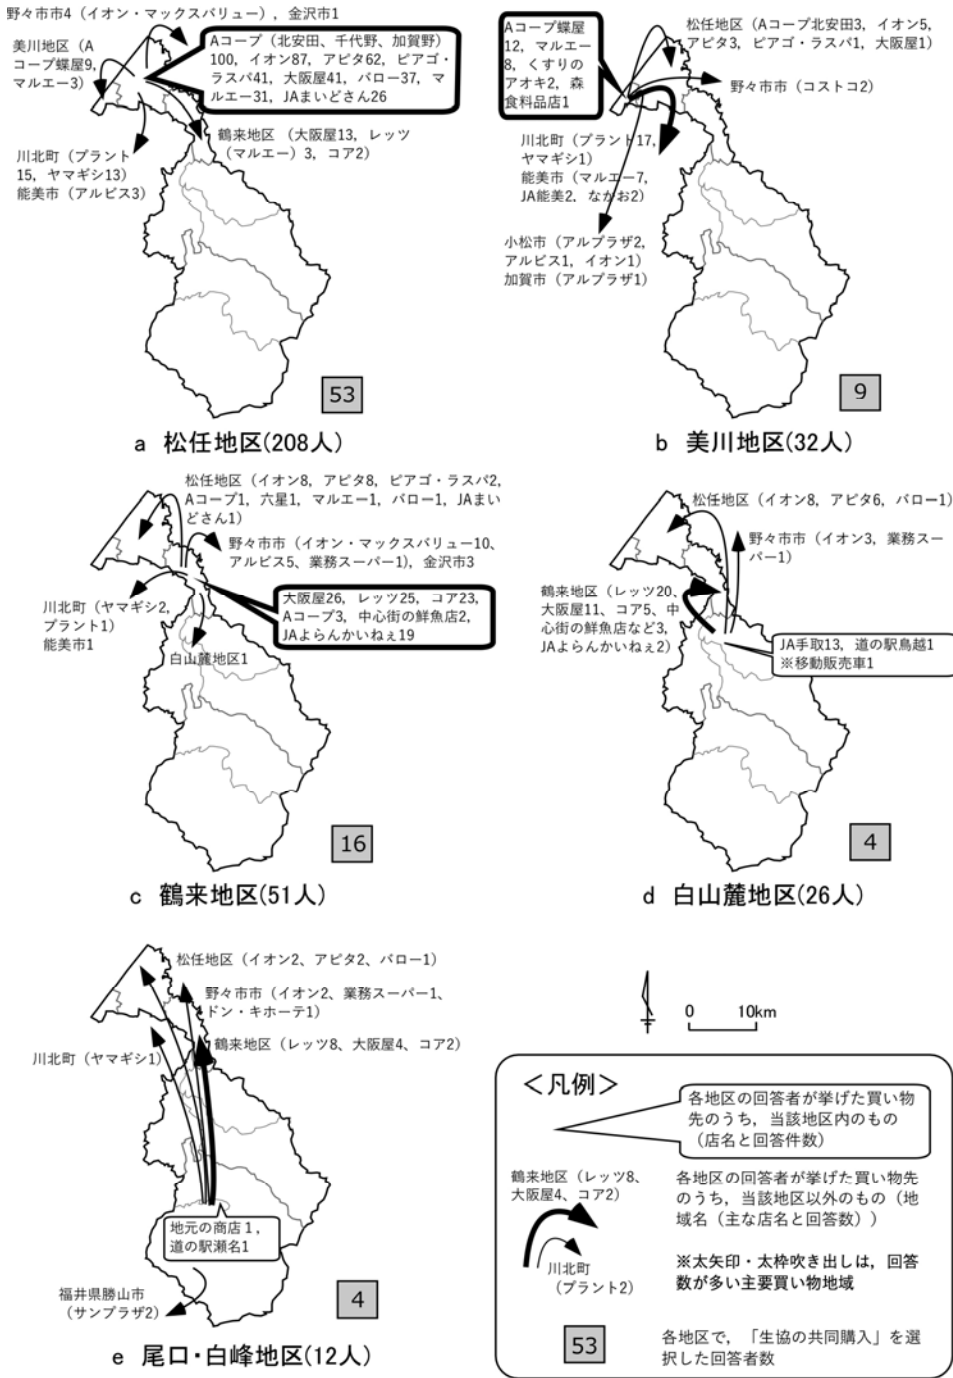 野々市市4（イオン・マックスバリュー），金沢市1
美川地区（A
コープ蝶屋9,
マルエー3）
Aコープ（北安田、千代野、加賀野）
100，イオン87，アピタ62，ピアゴ・
ラスパ41，大阪屋41，バロー37，マ
ルエー31，JAまいどさん26
鶴来地区（大阪屋13，レッツ
（マルエー）3，コア2）
川北町（プラント
15，ヤマギシ13）
能美市（アルビス3）
53
a 松任地区(208人)
Aコープ蝶屋
12，マルエー
8，くすりの
アオキ2，森
食料品店1
松任地区（Aコープ北安田3，イオン5，
アピタ3，ピアゴ・ラスパ1，大阪屋1）
野々市市（コストコ2）
川北町（プラント17，
ヤマギシ1）
能美市（マルエー7，
JA能美2，なかお2）
小松市（アルプラザ2，
アルビス1，イオン1）
加賀市（アルプラザ1）
9
b 美川地区(32人)
松任地区（イオン8，アピタ8，ピアゴ・ラスパ2，
Aコープ1，六星1，マルエー1，バロー1，JAまい
どさん1）
野々市市（イオン・マックスバリュー10，
アルビス5、業務スーパー1），金沢市3
大阪屋26，レッツ25，コア23，
Aコープ3，中心街の鮮魚店2，
JAよらんかいねぇ19
川北町（ヤマギシ2，
プラント1）
能美市1
白山麓地区1
16
c 鶴来地区(51人)
松任地区（イオン8，アピタ6，バロー1）
野々市市（イオン3，業務スー
パー1）
鶴来地区（レッツ20，
大阪屋11，コア5，中
心街の鮮魚店など3，
JAよらんかいねぇ2）
JA手取13，道の駅鳥越1
※移動販売車1
4
d 白山麓地区(26人)
松任地区（イオン2、アピタ2、バロー1）
野々市市（イオン2、業務スーパー1、
ドン・キホーテ1）
鶴来地区（レッツ8、大阪屋4、コア2）
川北町（ヤマギシ1）
地元の商店１，
道の駅瀬名1
福井県勝山市
（サンプラザ2）
4
e 尾口・白峰地区(12人)
0 10km
＜凡例＞
各地区の回答者が挙げた買い物
先のうち，当該地区内のもの
（店名と回答件数）
鶴来地区（レッツ8、
大阪屋4、コア2）
川北町
（プラント2）
各地区の回答者が挙げた買い物先
のうち，当該地区以外のもの（地
域名（主な店名と回答数））
※太矢印・太枠吹き出しは，回答
数が多い主要買い物地域
53
各地区で，「生協の共同購入」を選
択した回答者数